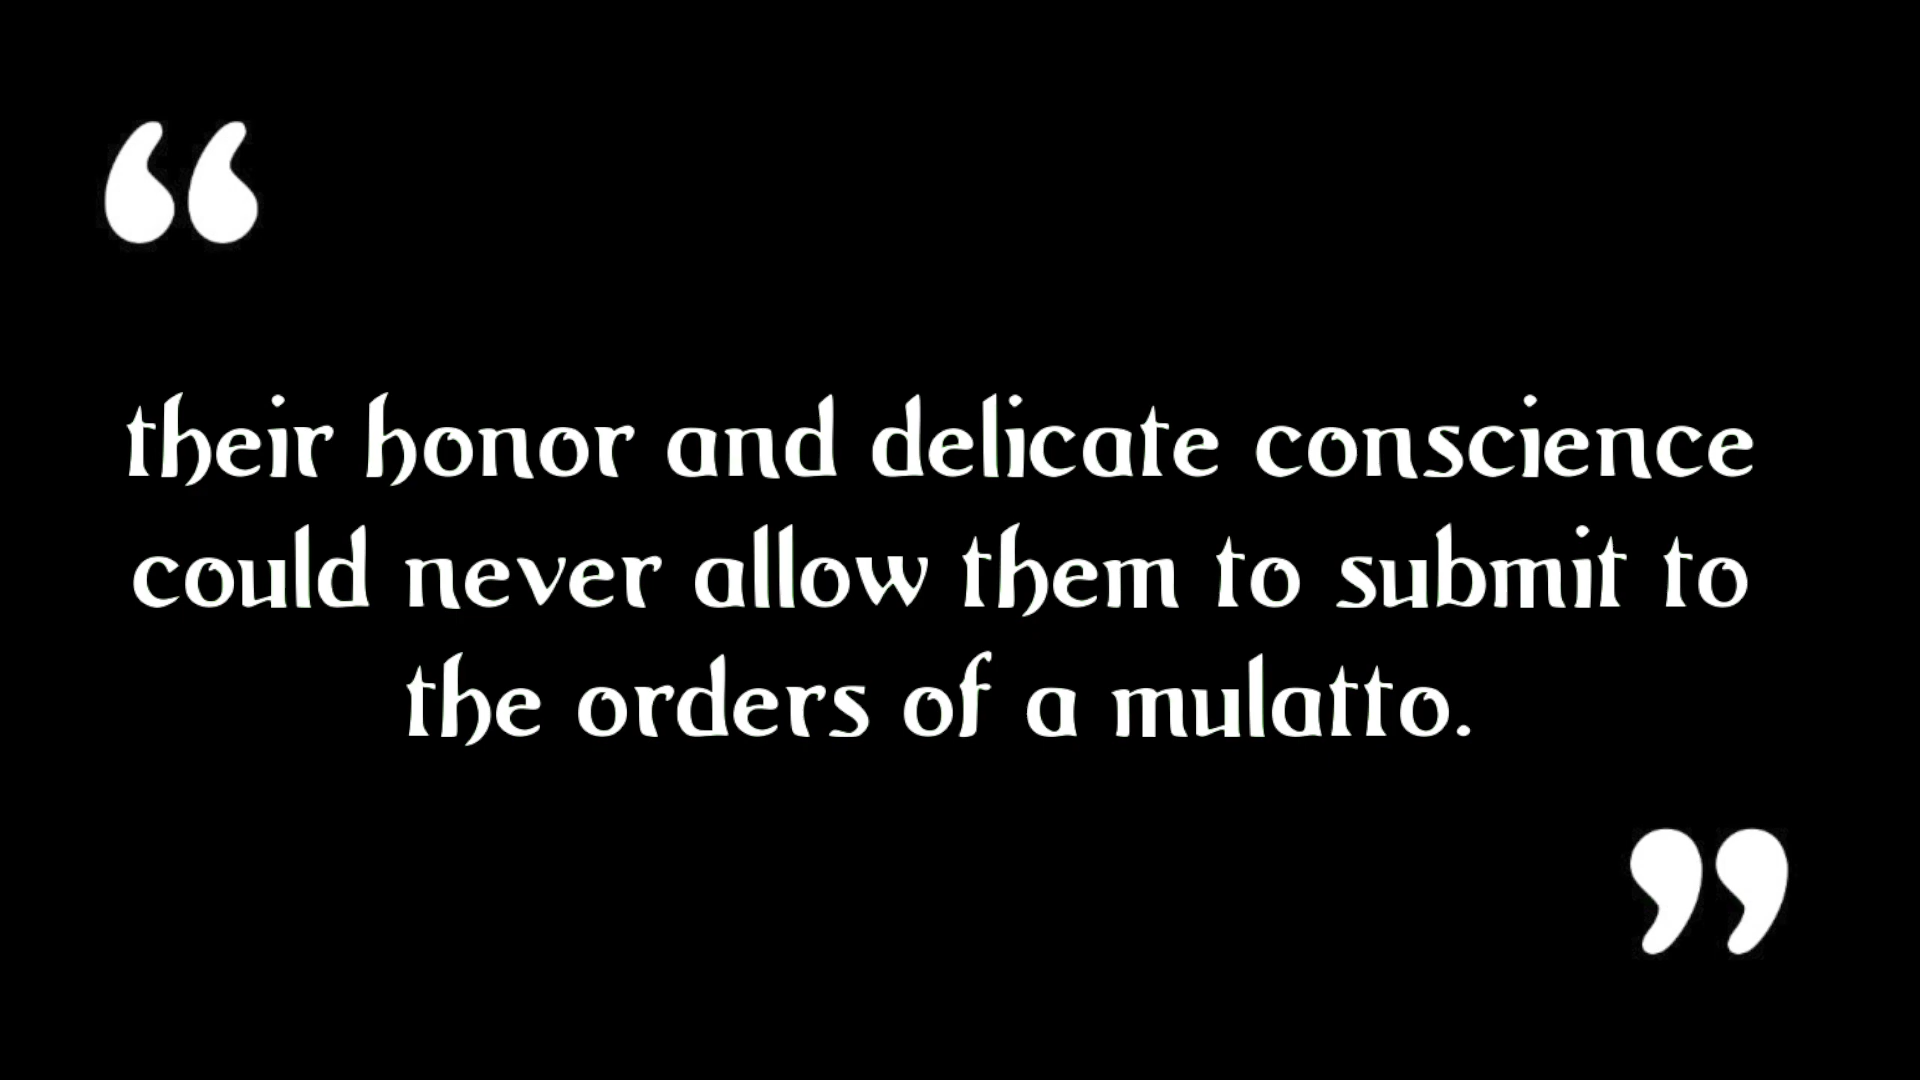 “
their honor and delicate conscience
could never allow them to submit to
the orders of a mulatto.
”